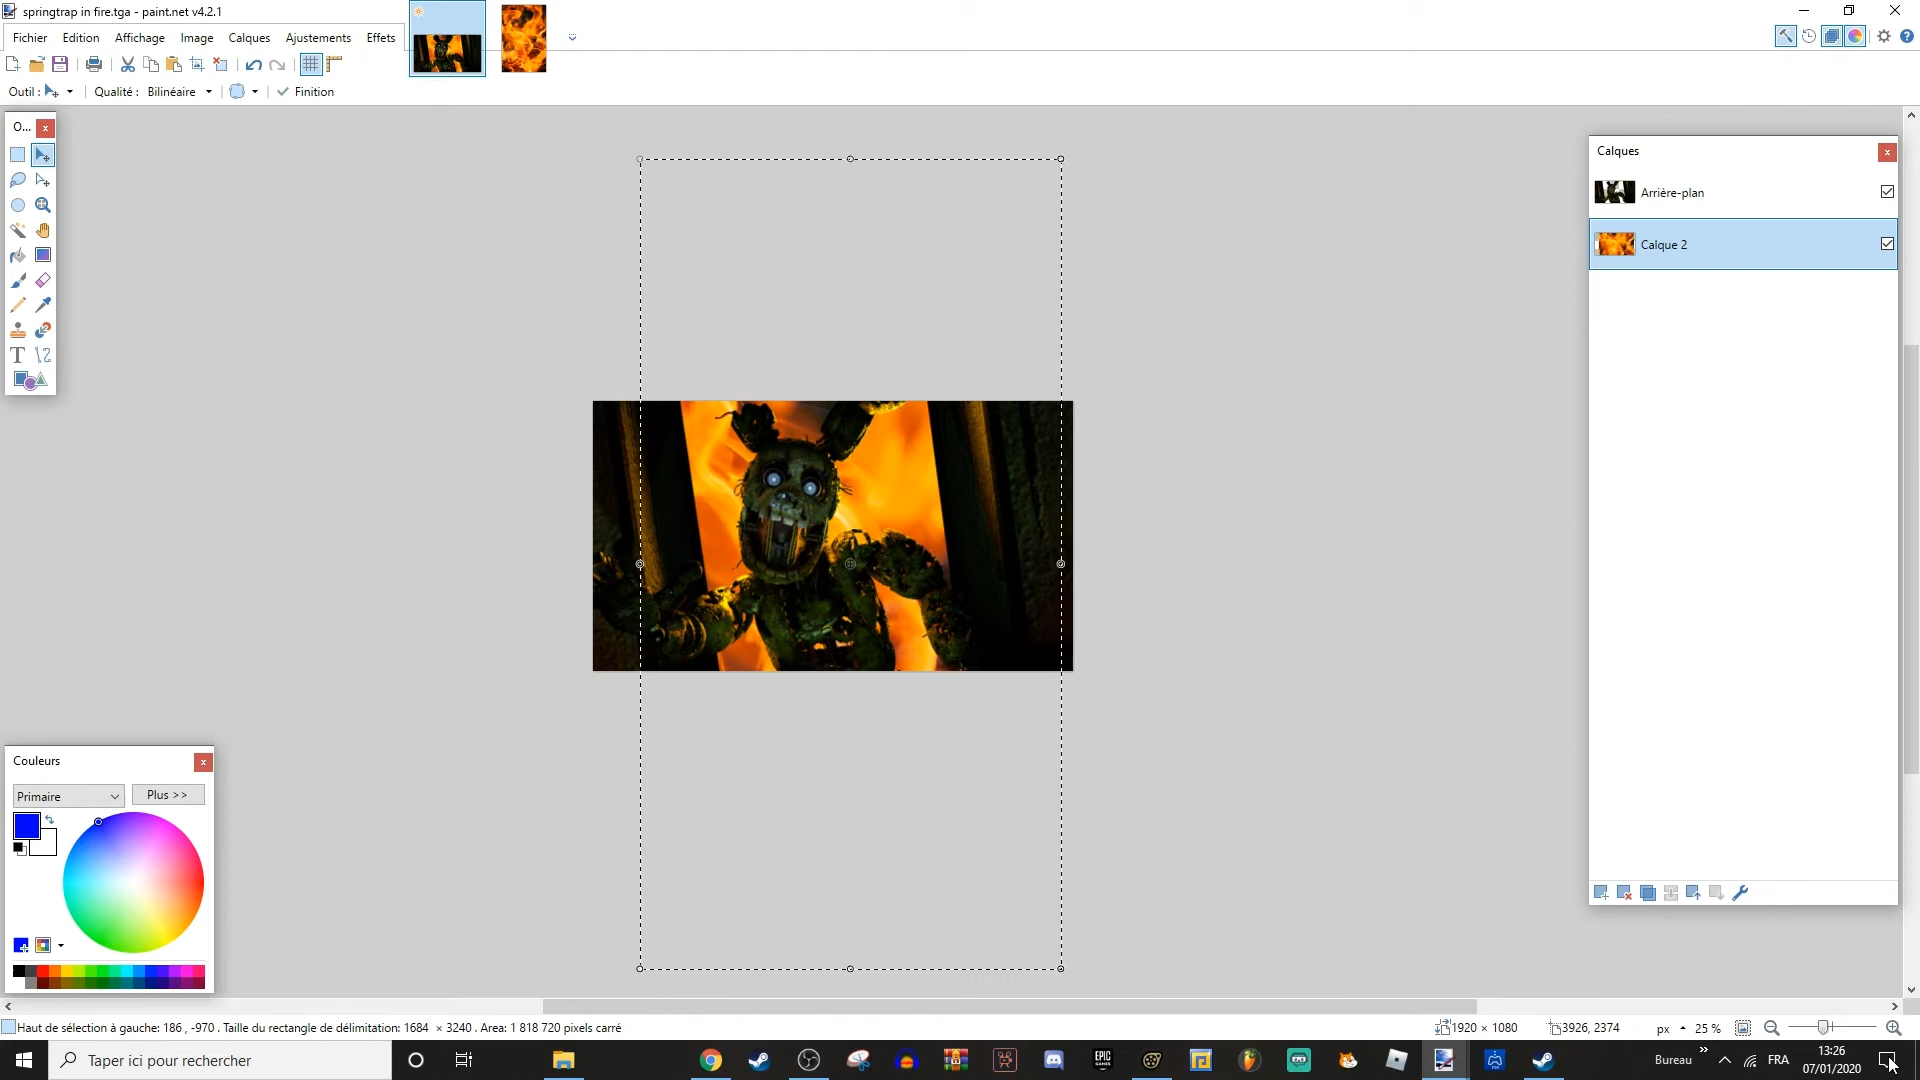 springtrap in fire.tga - paint.net v4.2.1
Fichier Edition Affichage Image Calques Ajustements Effets
Outil : Qualité : Bilinéaire Finition
O...
Calques
Arrière-plan
Calque 2
Couleurs
Primaire Plus >>
Haut de sélection à gauche: 186 , -970 . Taille du rectangle de délimitation: 1684 × 3240 . Area: 1 818 720 pixels carré 1920 × 1080 3926, 2374 px 25 %
Taper ici pour rechercher EPIC GAMES Bureau FRA 13:26
07/01/2020